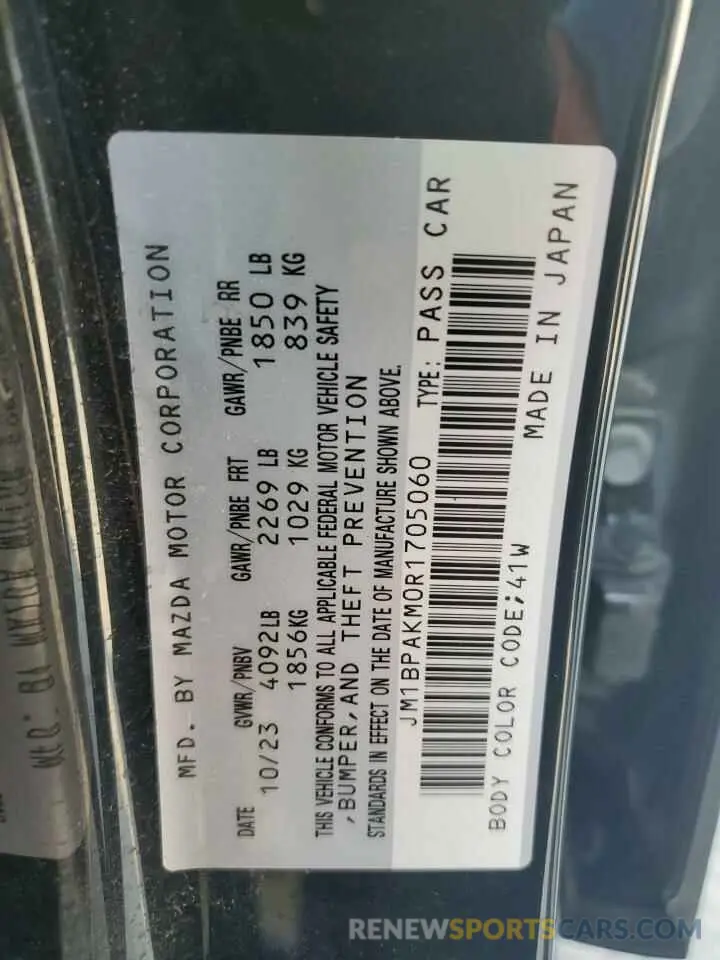 MFD. BY MAZDA MOTOR CORPORATION
DATE GVWR/PNBV GAWR/PNBE FRT GAWR/PNBE RR
10/23 4092LB 2269 LB 1850 LB
1856KG 1029 KG 839 KG
THIS VEHICLE CONFORMS TO ALL APPLICABLE FEDERAL MOTOR VEHICLE SAFETY
,BUMPER,AND THEFT PREVENTION
STANDARDS IN EFFECT ON THE DATE OF MANUFACTURE SHOWN ABOVE.
JM1BPAKM0R1705060 TYPE: PASS CAR
BODY COLOR CODE;41W MADE IN JAPAN
RENEWSPORTSCARS.COM